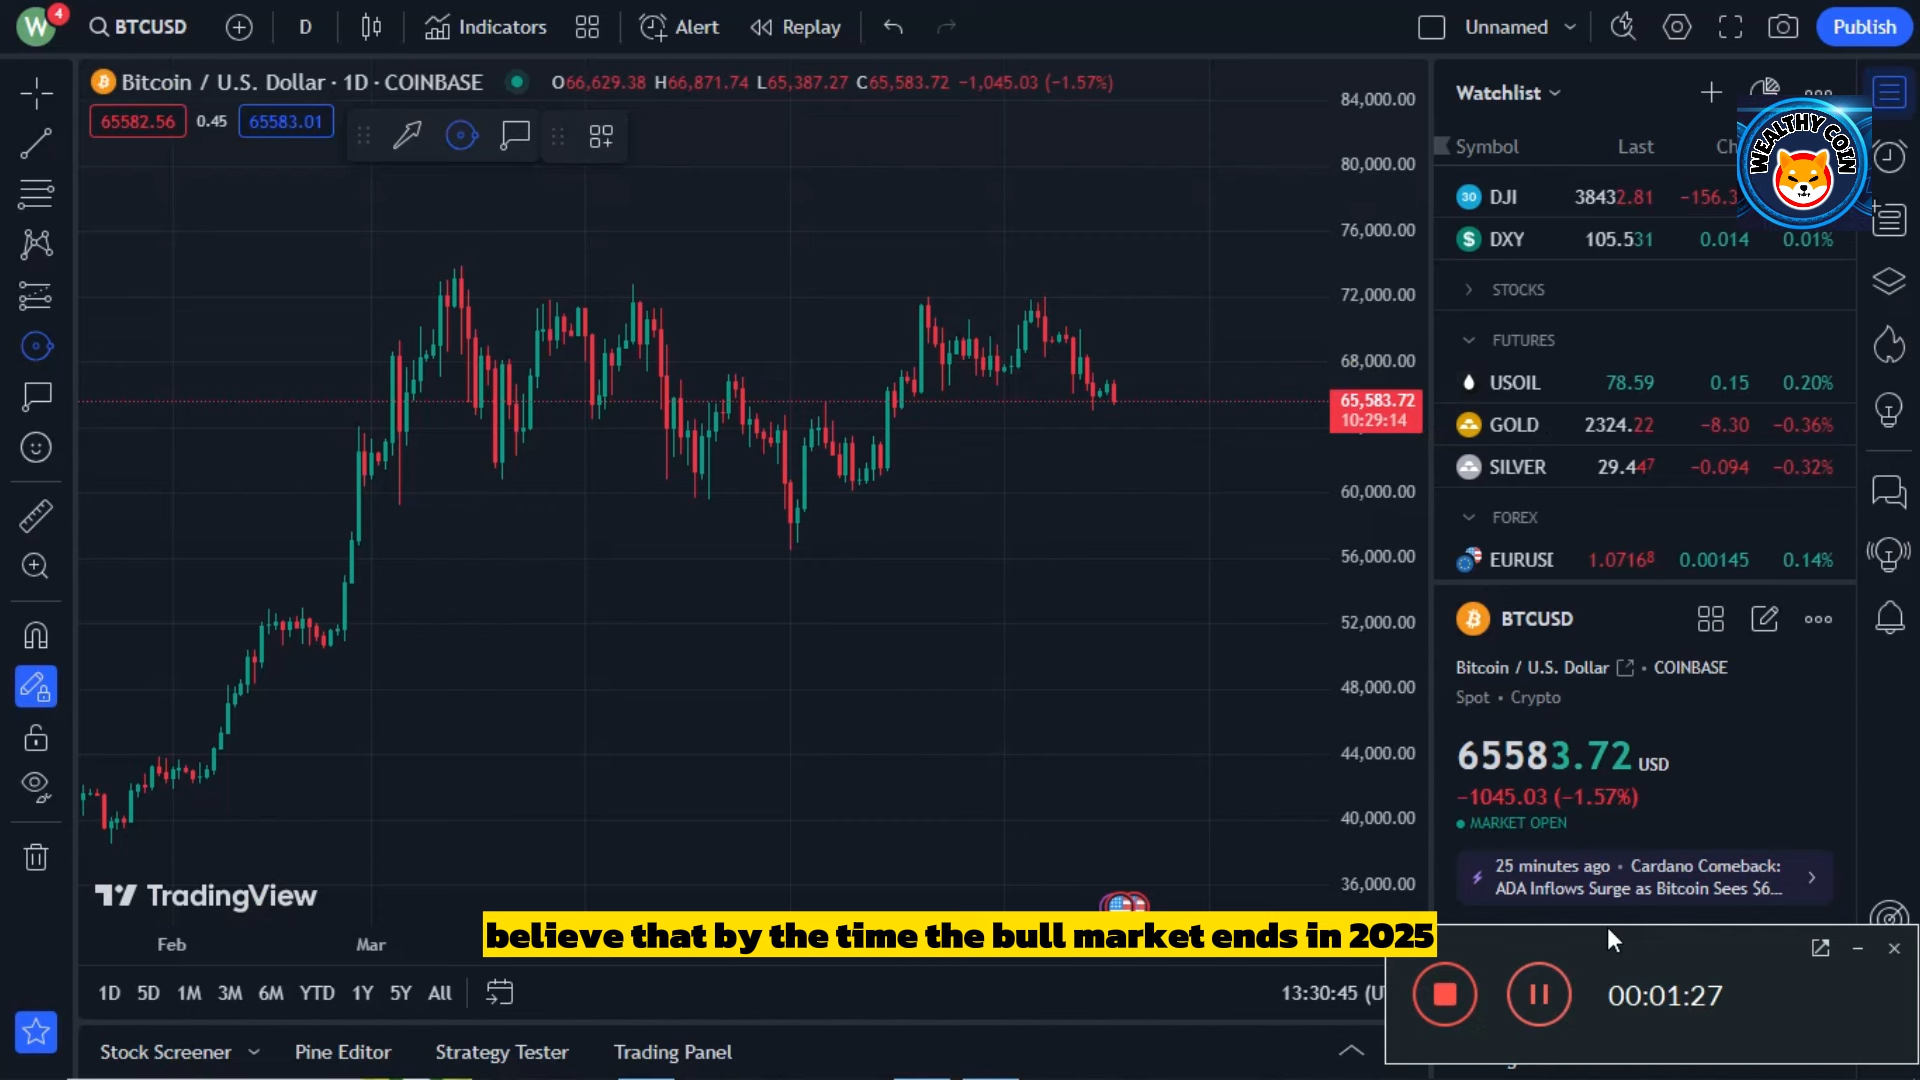 W 4 BTCUSD D Indicators Alert Replay Unnamed Publish
Bitcoin / U.S. Dollar · 1D · COINBASE O66,629.38 H66,871.74 L65,387.27 C65,583.72 −1,045.03 (−1.57%)
65582.56 0.45 65583.01
84,000.00
80,000.00
76,000.00
72,000.00
68,000.00
65,583.72
10:29:14
60,000.00
56,000.00
52,000.00
48,000.00
44,000.00
40,000.00
36,000.00
Watchlist
WEALTHY COIN
Symbol Last
30 DJI 38432.81
DXY 105.531 0.014 0.01%
STOCKS
FUTURES
USOIL 78.59 0.15 0.20%
GOLD 2324.22 −8.30 −0.36%
SILVER 29.447 −0.094 −0.32%
FOREX
1.07168 0.00145 0.14%
BTCUSD
Bitcoin / U.S. Dollar · COINBASE
Spot • Crypto
65583.72 USD
−1045.03 (−1.57%)
MARKET OPEN
25 minutes ago • Cardano Comeback:
ADA Inflows Surge as Bitcoin Sees $6...
TradingView
believe that by the time the bull market ends in 2025
Feb Mar
1D 5D 1M 3M 6M YTD 1Y 5Y All 13:30:45
00:01:27
Stock Screener Pine Editor Strategy Tester Trading Panel